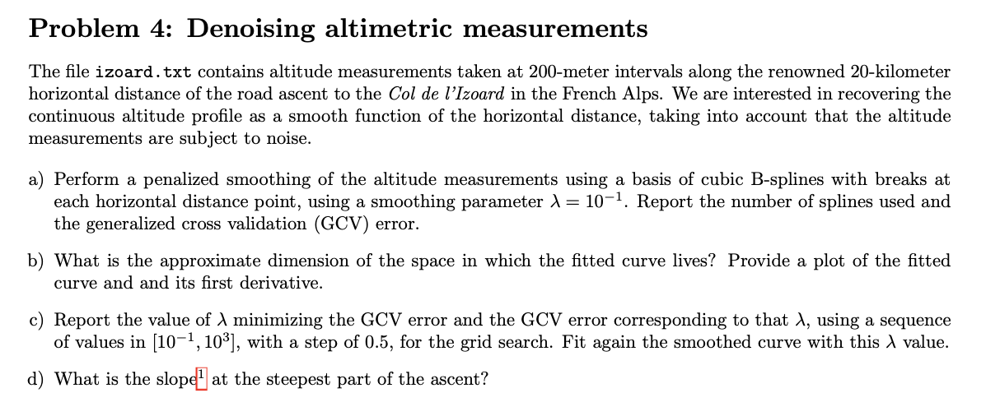 Problem 4: Denoising altimetric measurements
The file izoard.txt contains altitude measurements taken at 200-meter intervals along the renowned 20-kilometer
horizontal distance of the road ascent to the Col de l'Izoard in the French Alps. We are interested in recovering the
continuous altitude profile as a smooth function of the horizontal distance, taking into account that the altitude
measurements are subject to noise.
a) Perform a penalized smoothing of the altitude measurements using a basis of cubic B-splines with breaks at
each horizontal distance point, using a smoothing parameter λ = 10⁻¹. Report the number of splines used and
the generalized cross validation (GCV) error.
b) What is the approximate dimension of the space in which the fitted curve lives? Provide a plot of the fitted
curve and and its first derivative.
c) Report the value of λ minimizing the GCV error and the GCV error corresponding to that λ, using a sequence
of values in [10⁻¹, 10³], with a step of 0.5, for the grid search. Fit again the smoothed curve with this λ value.
d) What is the slope¹ at the steepest part of the ascent?